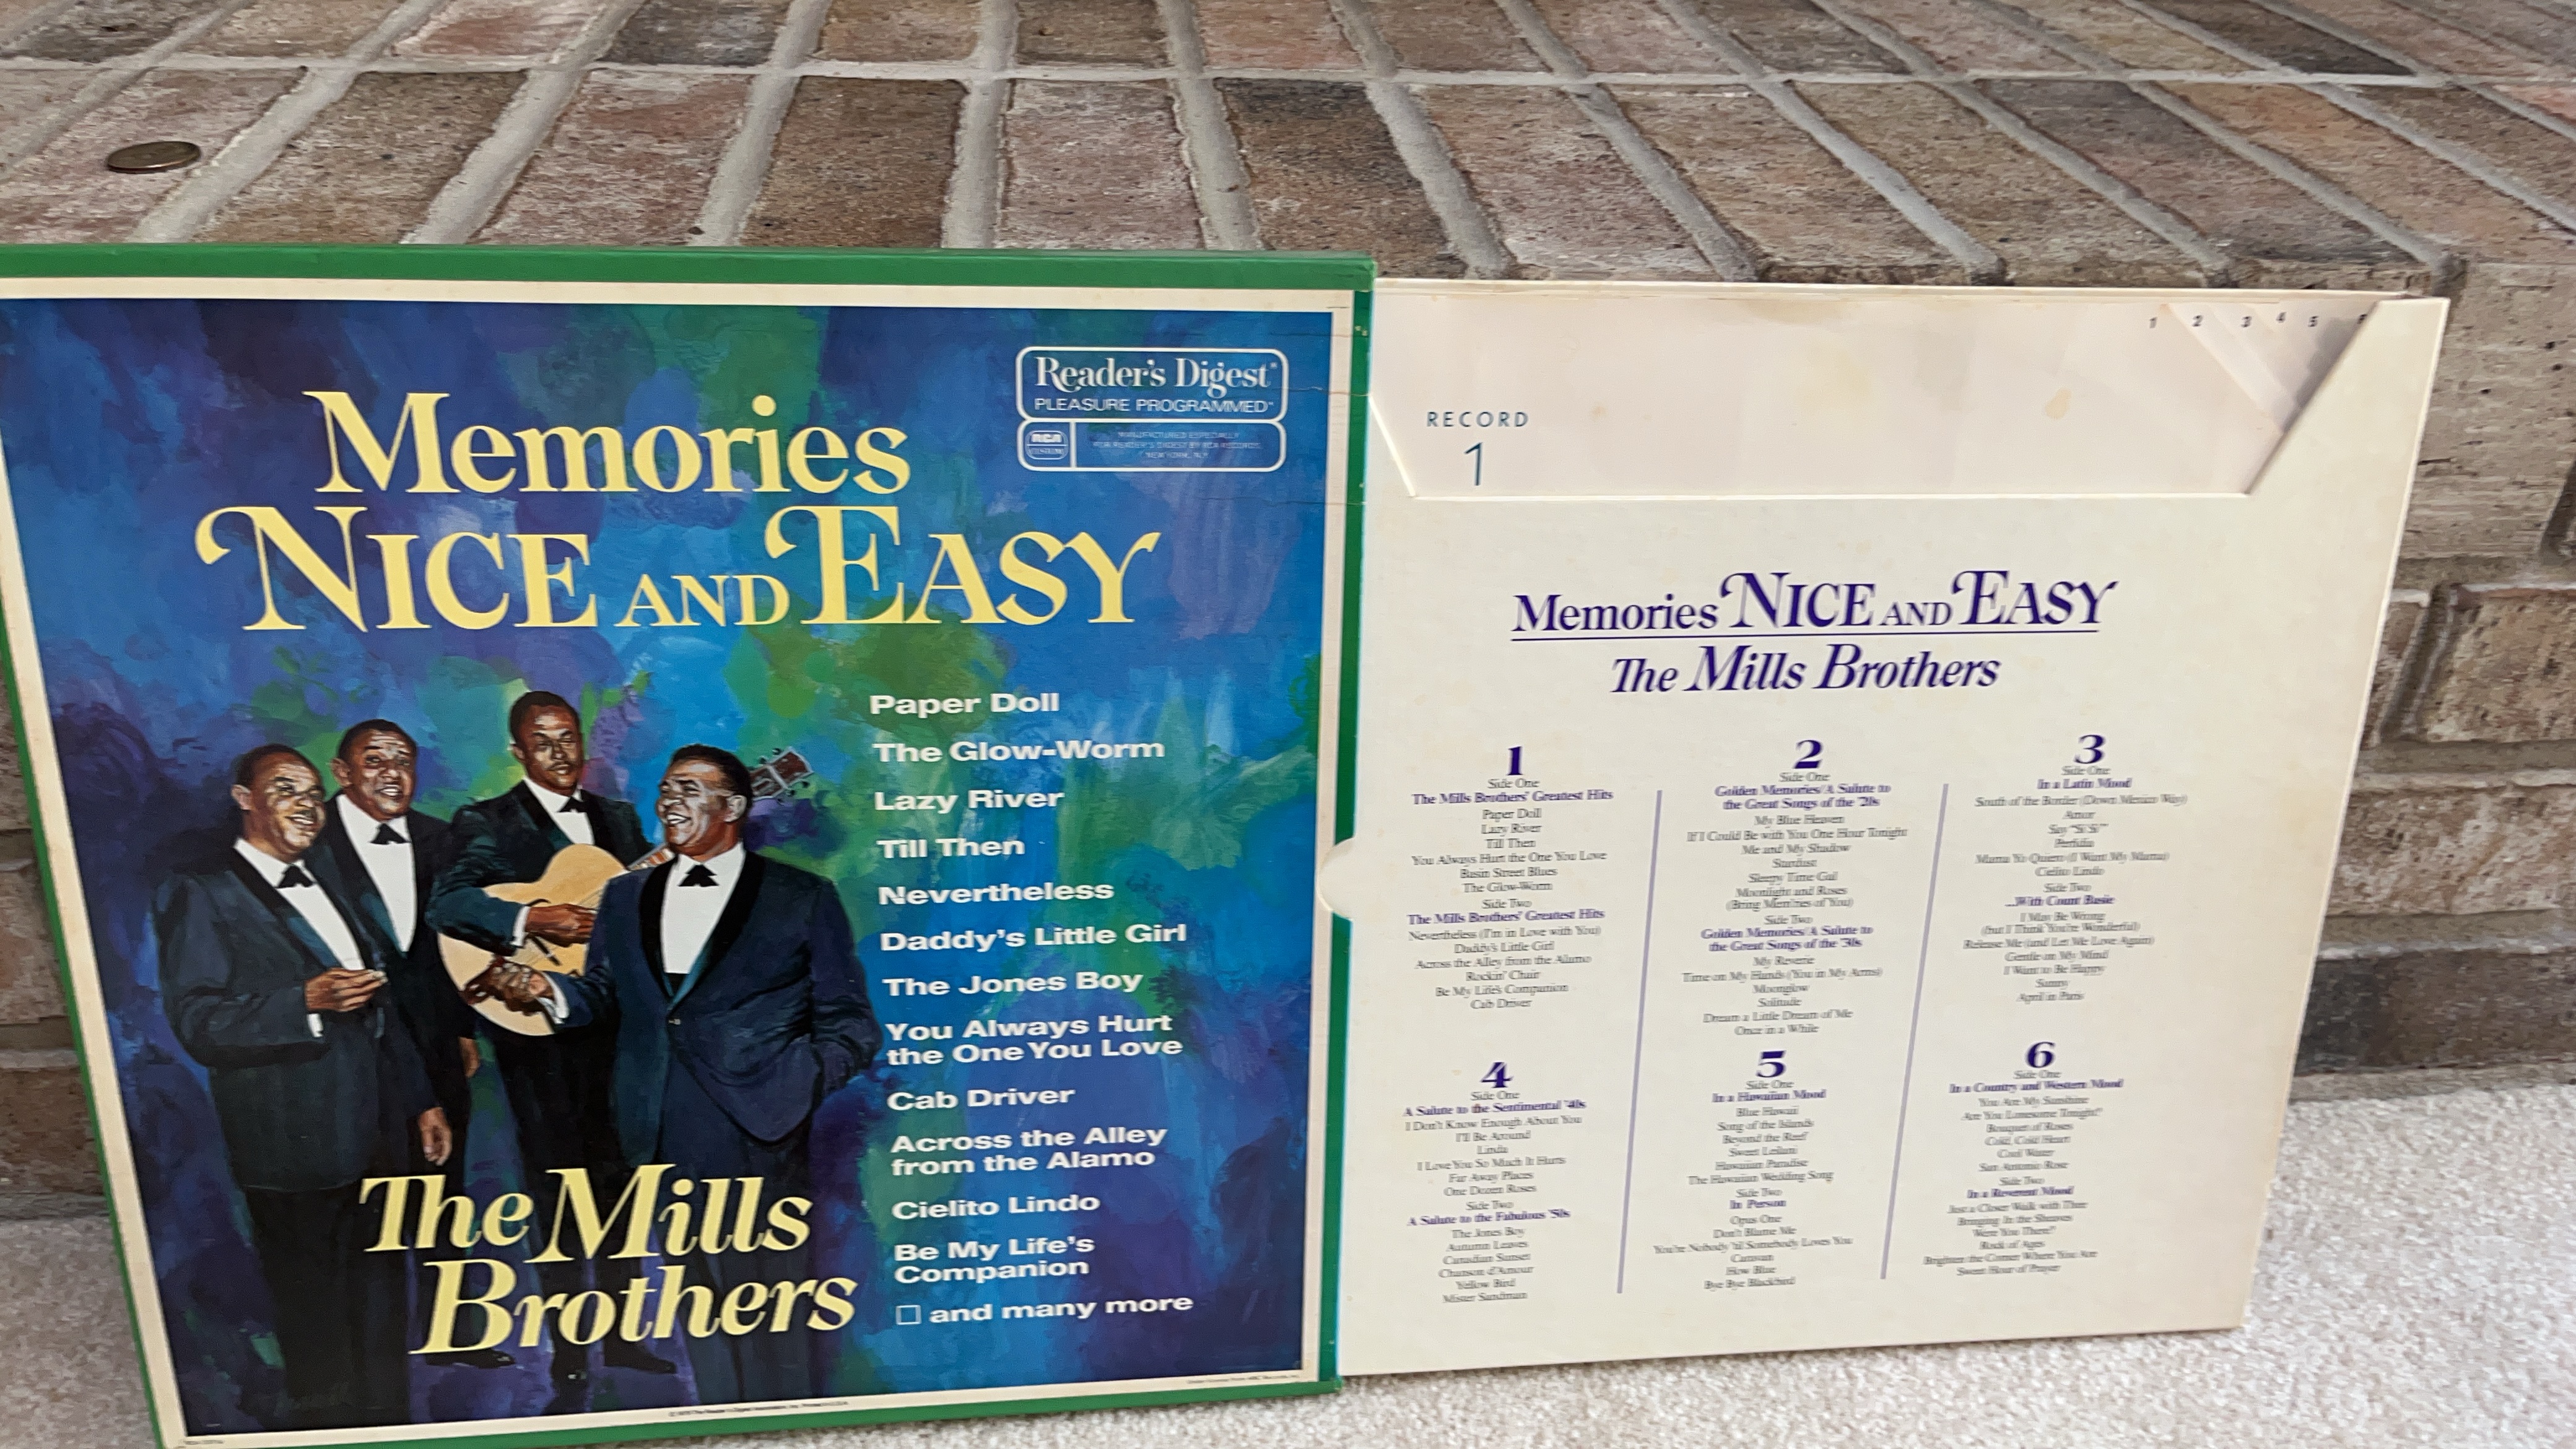 Memories
NICE AND EASY
Reader's Digest®
PLEASURE PROGRAMMED™
RCA
CUSTOM
MANUFACTURED ESPECIALLY
FOR READER'S DIGEST BY RCA RECORDS,
NEW YORK, N.Y.
Paper Doll
The Glow-Worm
Lazy River
Till Then
Nevertheless
Daddy's Little Girl
The Jones Boy
You Always Hurt
the One You Love
Cab Driver
Across the Alley
from the Alamo
Cielito Lindo
Be My Life's
Companion
□ and many more
The Mills
Brothers
1 2 3 4 5 6
RECORD
1
Memories NICE AND EASY
The Mills Brothers
1
Side One
The Mills Brothers' Greatest Hits
Paper Doll
Lazy River
Till Then
You Always Hurt the One You Love
Basin Street Blues
The Glow-Worm
Side Two
The Mills Brothers' Greatest Hits
Nevertheless (I'm in Love with You)
Daddy's Little Girl
Across the Alley from the Alamo
Rockin' Chair
Be My Life's Companion
Cab Driver
2
Side One
Golden Memories/A Salute to
the Great Songs of the '20s
My Blue Heaven
If I Could Be with You One Hour Tonight
Me and My Shadow
Stardust
Sleepy Time Gal
Moonlight and Roses
(Bring Mem'ries of You)
Side Two
Golden Memories/A Salute to
the Great Songs of the '30s
My Reverie
Time on My Hands (You in My Arms)
Moonglow
Solitude
Dream a Little Dream of Me
Once in a While
3
Side One
In a Latin Mood
South of the Border (Down Mexico Way)
Amor
Say "Si Si"
Perfidia
Mama Yo Quiero (I Want My Mama)
Cielito Lindo
Side Two
...With Count Basie
I May Be Wrong
(but I Think You're Wonderful)
Release Me (and Let Me Love Again)
Gentle on My Mind
I Want to Be Happy
Sunny
April in Paris
4
Side One
A Salute to the Sentimental '40s
I Don't Know Enough About You
I'll Be Around
Linda
I Love You So Much It Hurts
Far Away Places
One Dozen Roses
Side Two
A Salute to the Fabulous '50s
The Jones Boy
Autumn Leaves
Canadian Sunset
Chanson d'Amour
Yellow Bird
Mister Sandman
5
Side One
In a Hawaiian Mood
Blue Hawaii
Song of the Islands
Beyond the Reef
Sweet Leilani
Hawaiian Paradise
The Hawaiian Wedding Song
Side Two
In Person
Opus One
Don't Blame Me
You're Nobody 'til Somebody Loves You
Caravan
How Blue
Bye Bye Blackbird
6
Side One
In a Country and Western Mood
You Are My Sunshine
Are You Lonesome Tonight?
Bouquet of Roses
Cold, Cold Heart
Cool Water
San Antonio Rose
Side Two
In a Reverent Mood
Just a Closer Walk with Thee
Bringing In the Sheaves
Were You There?
Rock of Ages
Brighten the Corner Where You Are
Sweet Hour of Prayer